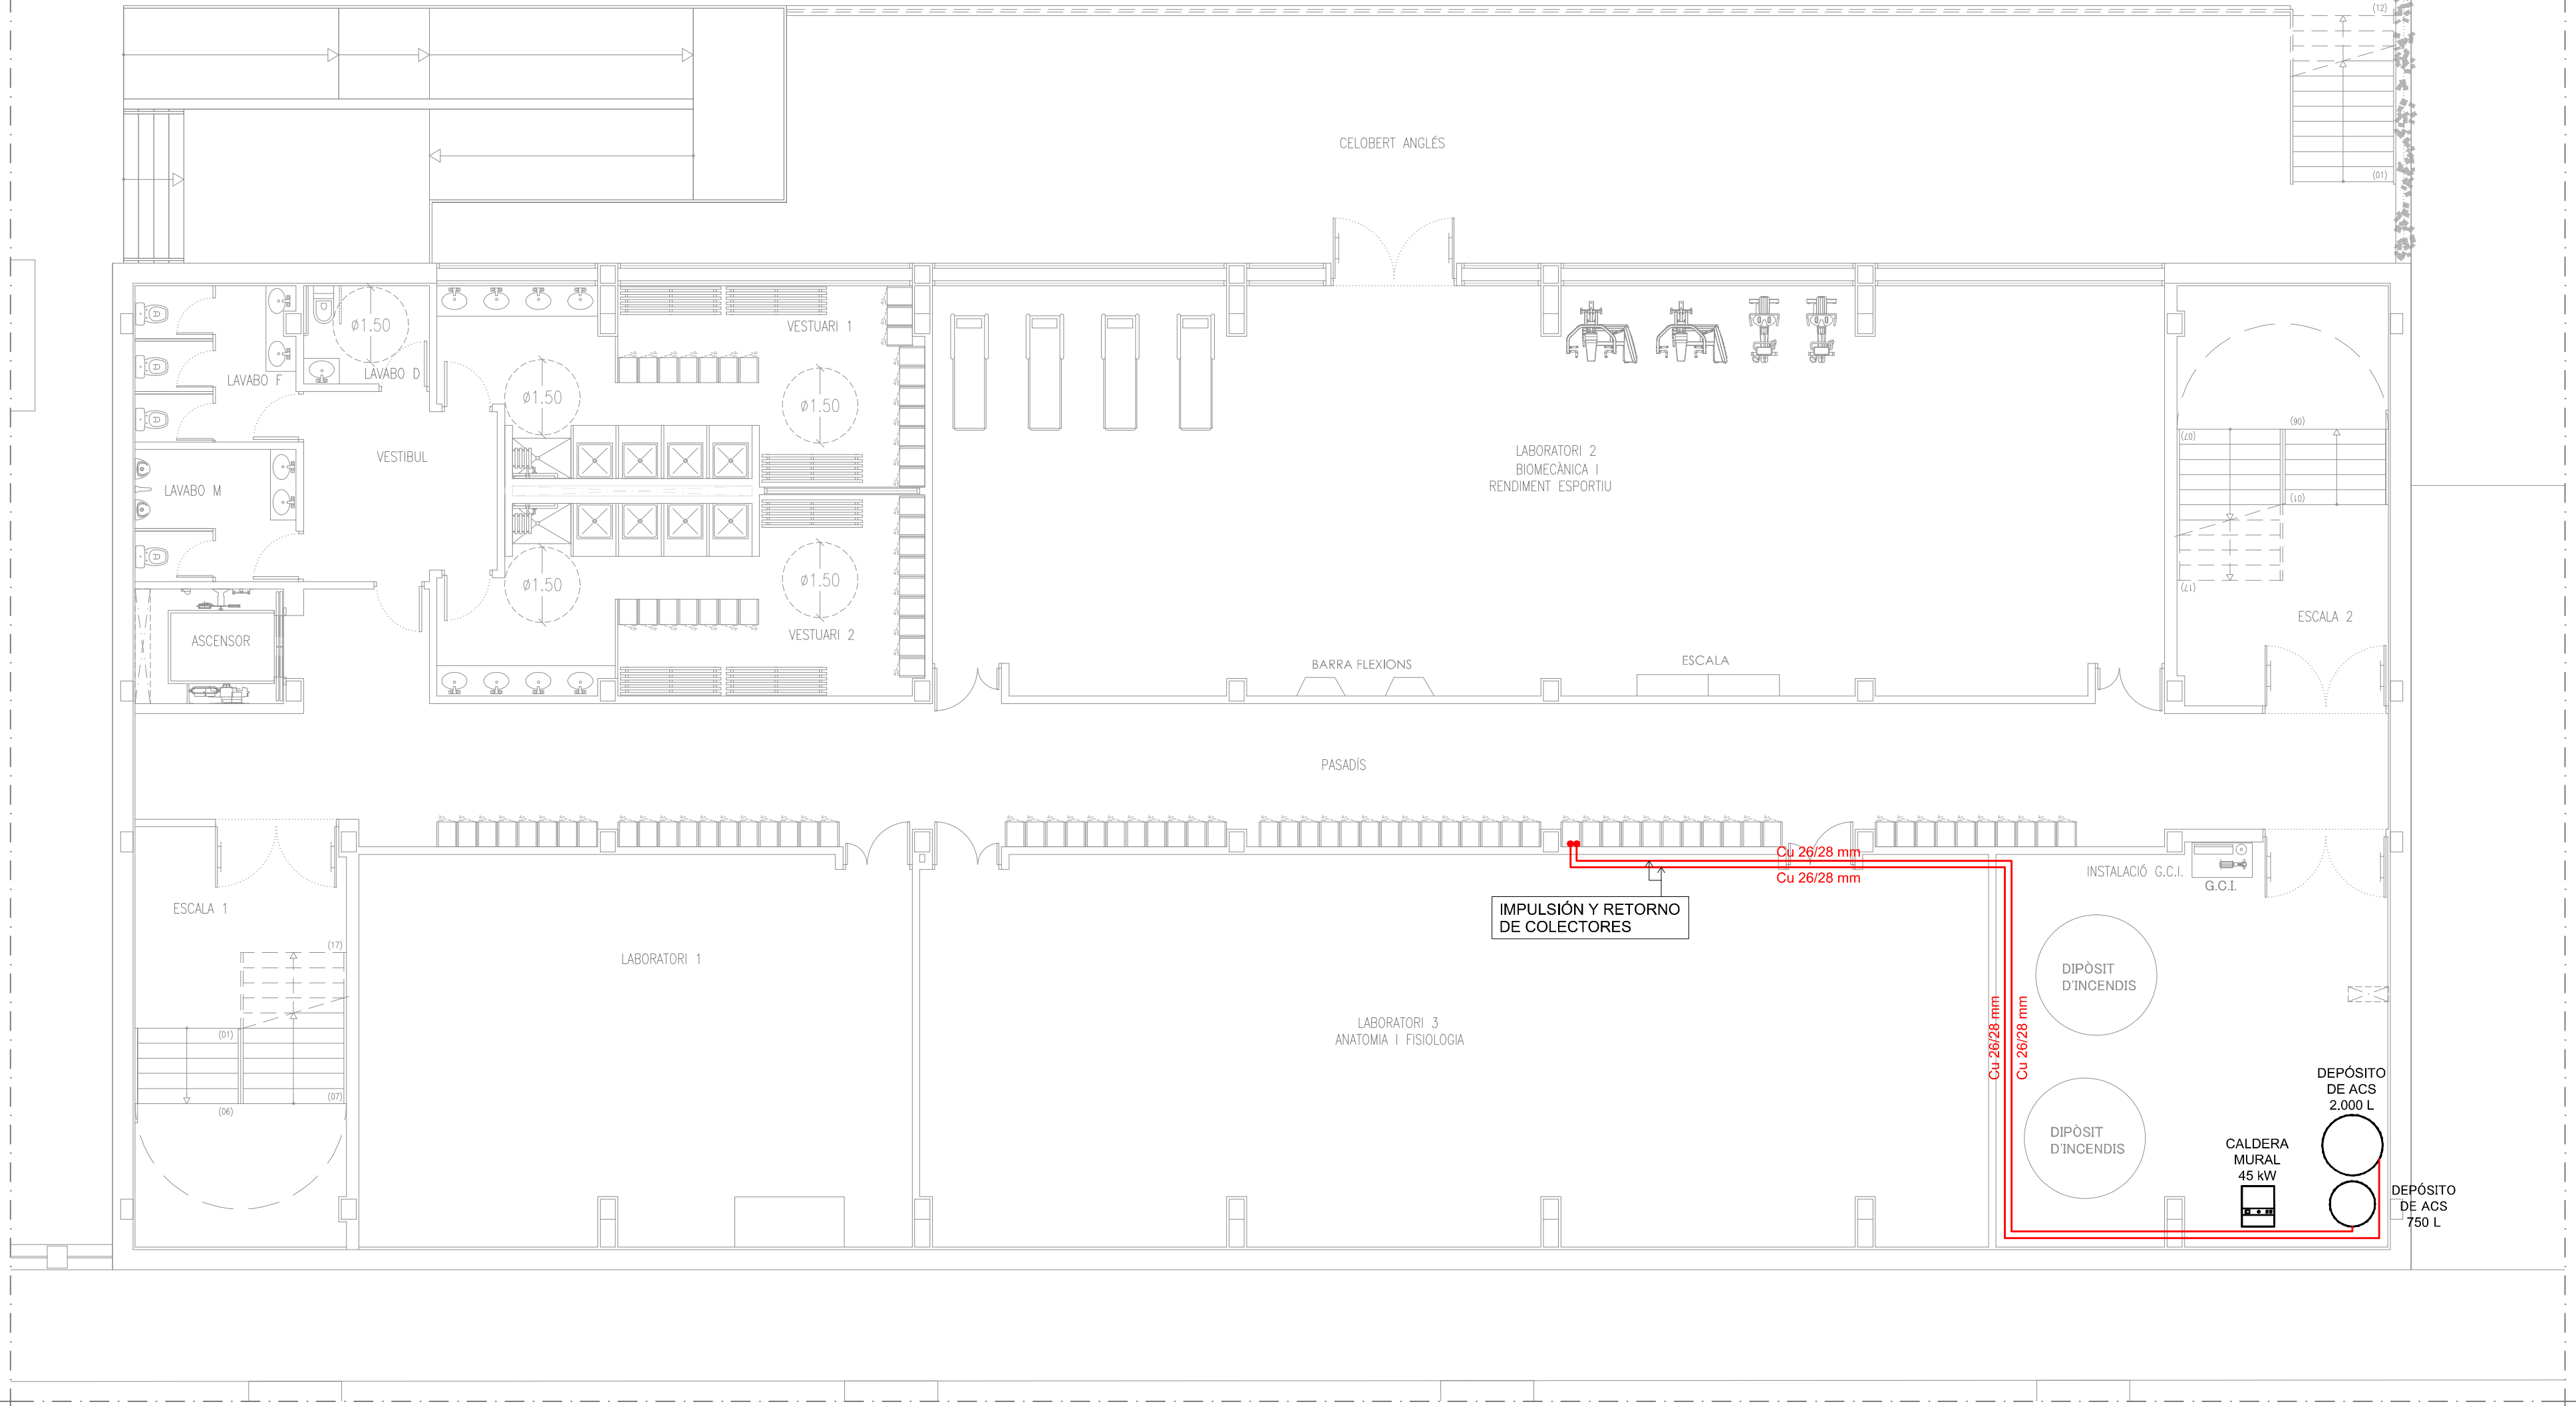 (12)
CELOBERT ANGLÉS
(01)
VESTUARI 1
ø1.50
LAVABO F
LAVABO D
ø1.50
ø1.50
(07)
(06)
VESTIBUL
LABORATORI 2
BIOMECÀNICA I
RENDIMENT ESPORTIU
LAVABO M
(01)
ø1.50
ø1.50
(17)
ESCALA 2
VESTUARI 2
ASCENSOR
BARRA FLEXIONS
ESCALA
PASADÍS
Cu 26/28 mm
Cu 26/28 mm
INSTALACIÓ G.C.I.
G.C.I.
ESCALA 1
IMPULSIÓN Y RETORNO
DE COLECTORES
(17)
LABORATORI 1
DIPÒSIT
D'INCENDIS
LABORATORI 3
ANATOMIA I FISIOLOGIA
(01)
Cu 26/28 mm
Cu 26/28 mm
(07)
(06)
DEPÓSITO
DE ACS
2.000 L
DIPÒSIT
D'INCENDIS
CALDERA
MURAL
45 kW
DEPÓSITO
DE ACS
750 L